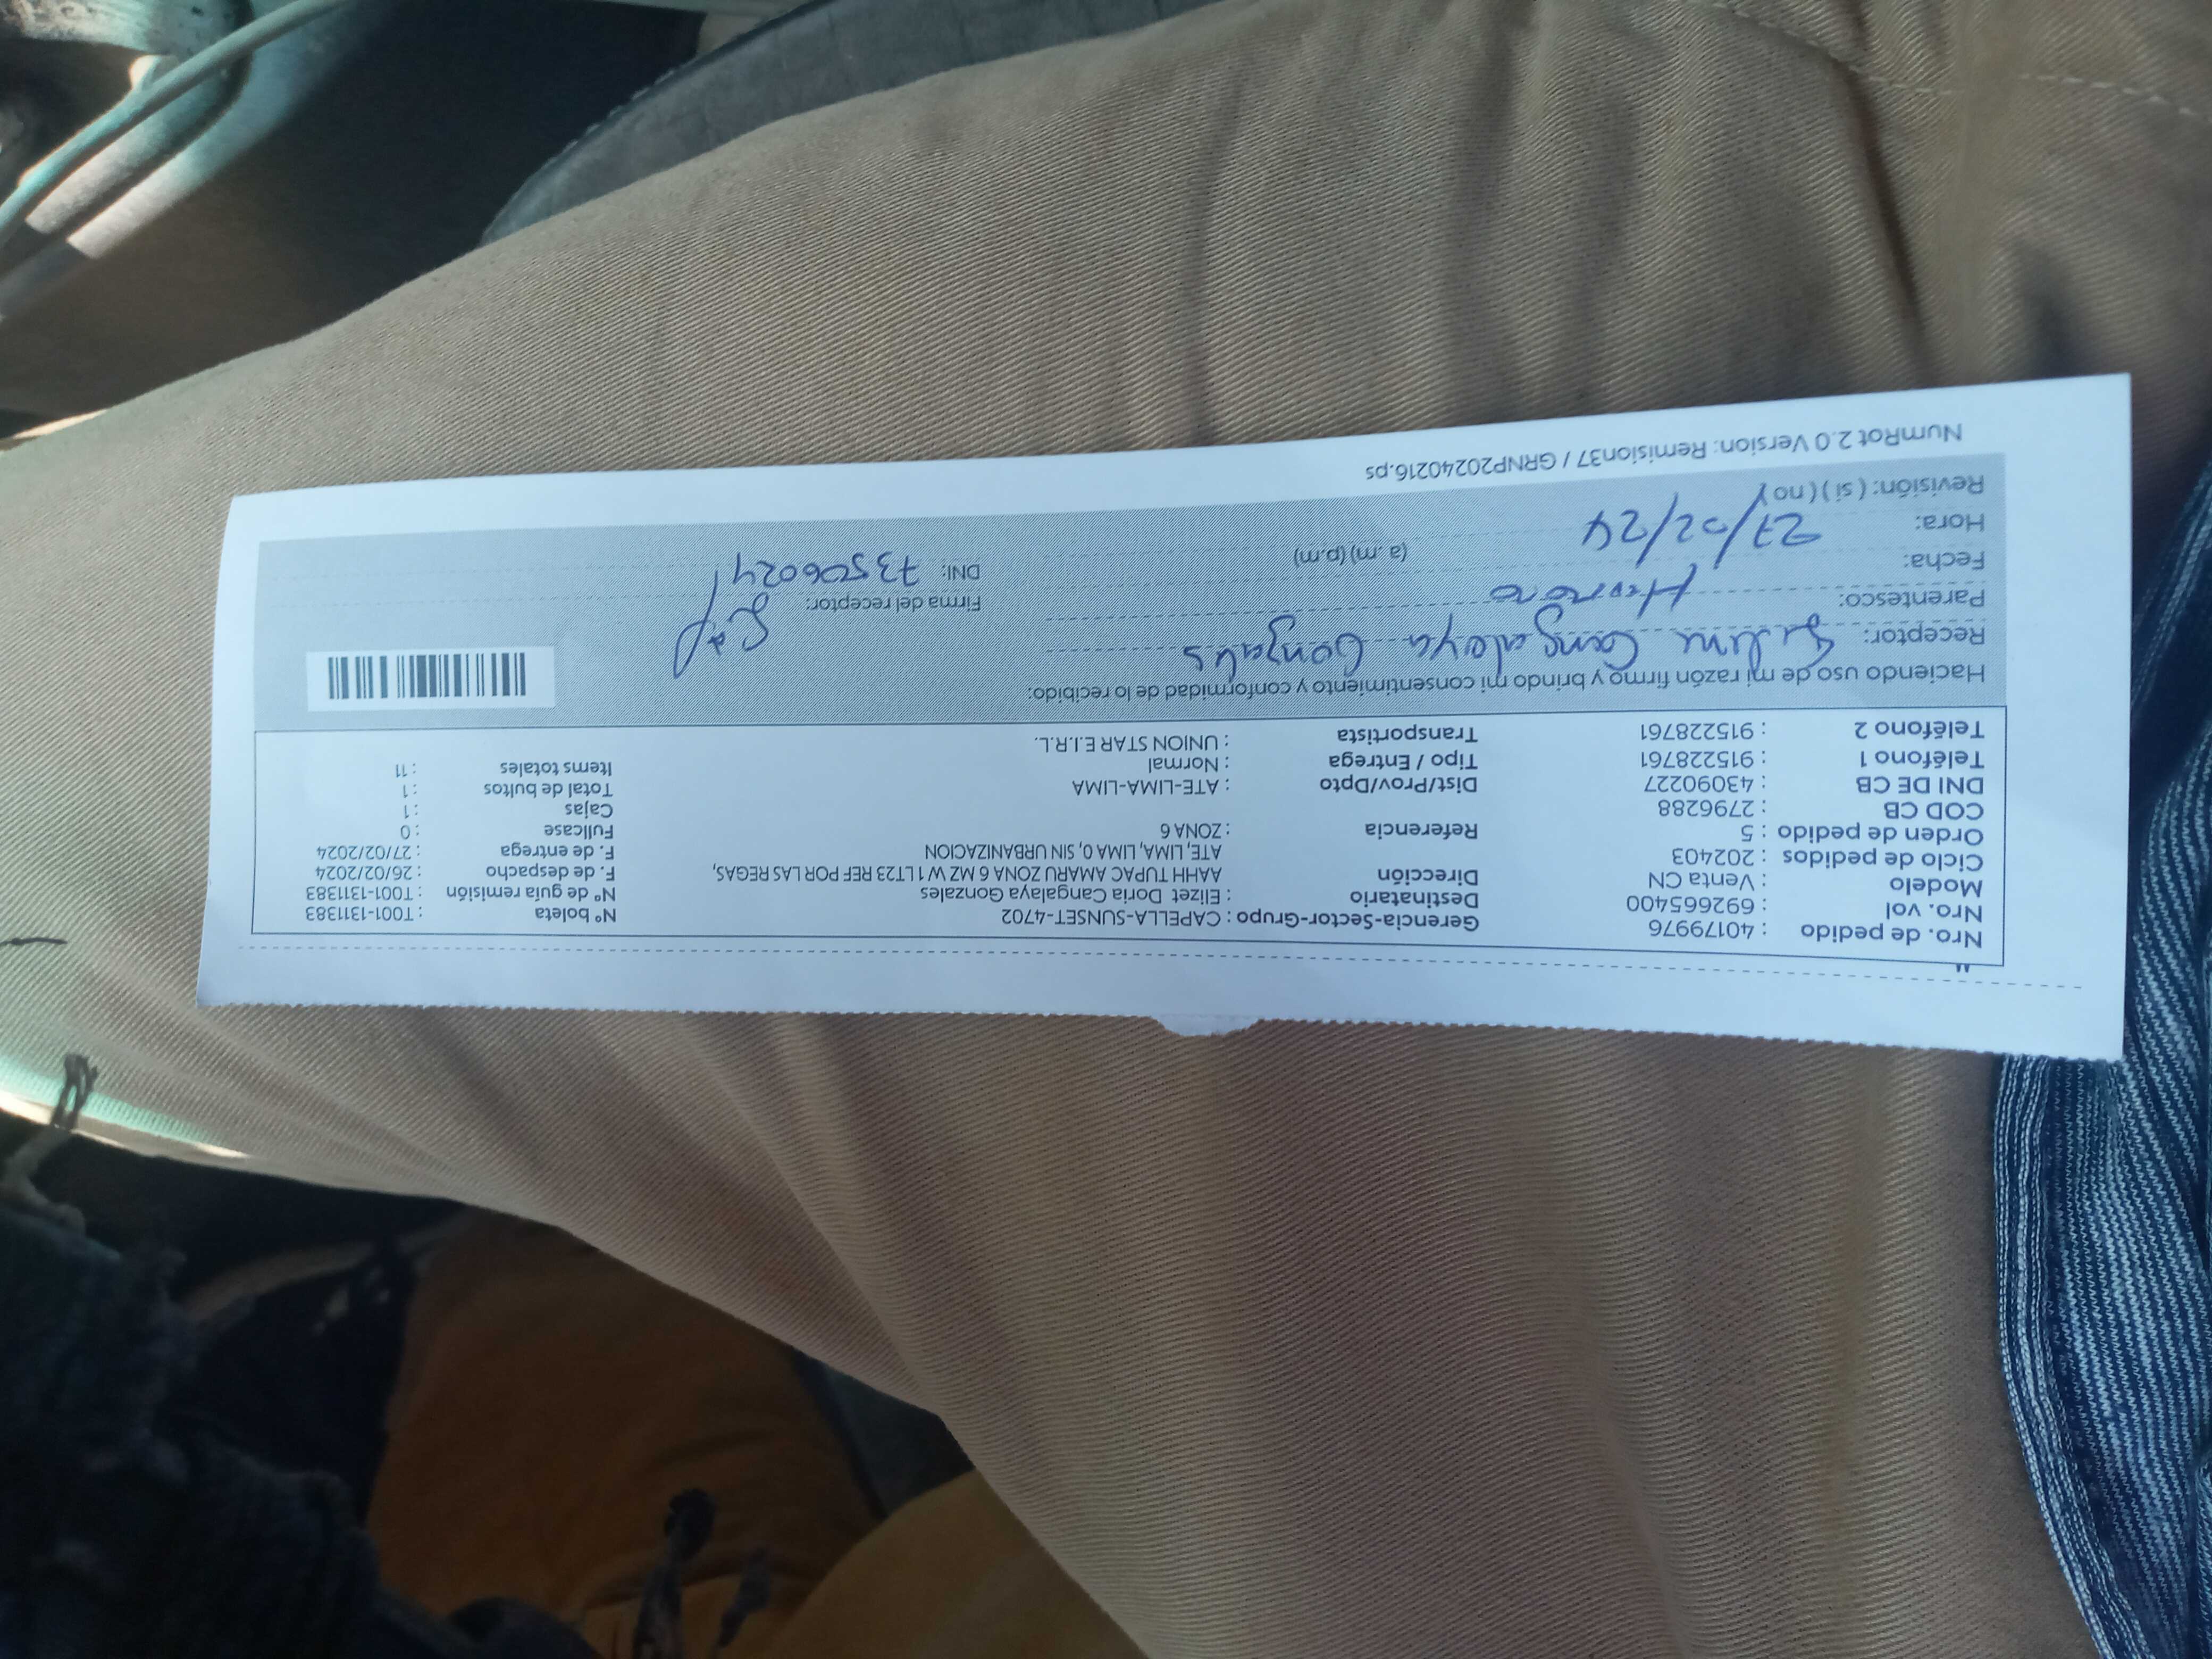 Nro. de pedido : 40179976
Nro. vol : 692665400
Modelo : Venta CN
Ciclo de pedidos : 202403
Orden de pedido : 5
COD CB : 2796288
DNI DE CB : 43090227
Teléfono 1 : 915228761
Teléfono 2 : 915228761
Gerencia-Sector-Grupo : CAPELLA-SUNSET-4702
Destinatario : Elizet Doria Cangalaya Gonzales
Dirección AAHH TUPAC AMARU ZONA 6 MZ W 1 LT23 REF POR LAS REGAS,
ATE, LIMA, LIMA 0, SIN URBANIZACION
Referencia : ZONA 6
Dist/Prov/Dpto : ATE-LIMA-LIMA
Tipo / Entrega : Normal
Transportista : UNION STAR E.I.R.L.
N° boleta : T001-1311383
N° de guía remisión : T001-1311383
F. de despacho : 26/02/2024
F. de entrega : 27/02/2024
Fullcase : 0
Cajas : 1
Total de bultos : 1
Items totales : 11
Haciendo uso de mi razón firmo y brindo mi consentimiento y conformidad de lo recibido:
Receptor: Cangalaya Gonzales
Parentesco:
Fecha:
Hora: 27/02/24 (a.m) (p.m)
Revisión: (si) (no)
Firma del receptor:
DNI: 73506024
NumRot 2.0 Version: Remision37 / GRNP20240216.ps